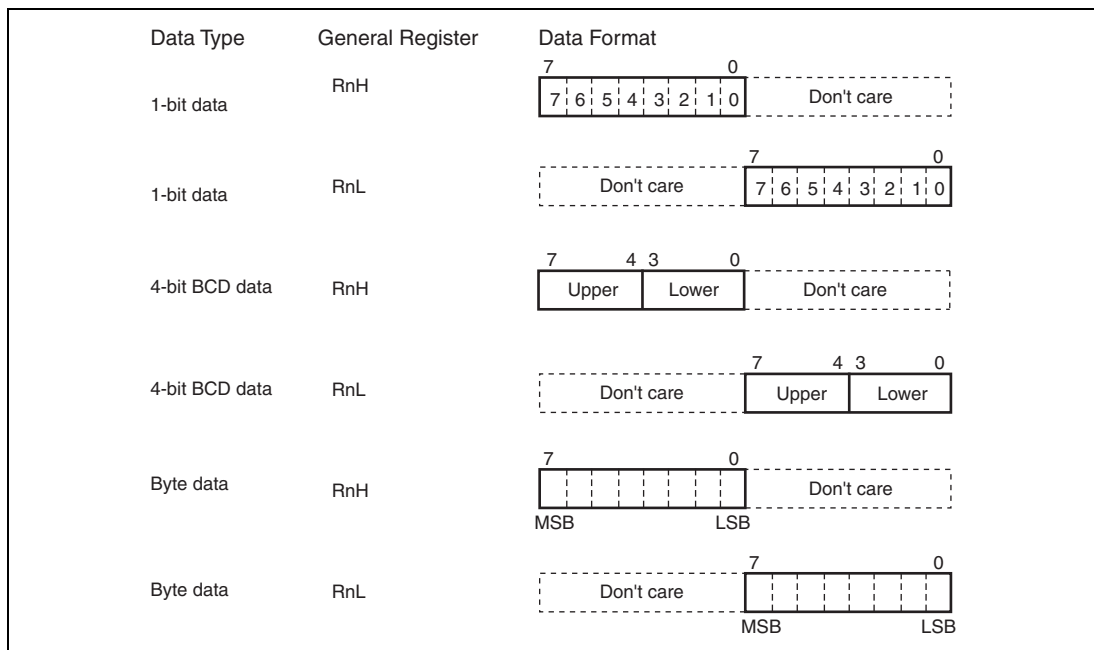 Data Type General Register Data Format
7 0
1-bit data RnH 7 6 5 4 3 2 1 0 Don't care
7 0
1-bit data RnL Don't care 7 6 5 4 3 2 1 0
7 4 3 0
4-bit BCD data RnH Upper Lower Don't care
7 4 3 0
4-bit BCD data RnL Don't care Upper Lower
7 0
Byte data RnH Don't care
MSB LSB
7 0
Byte data RnL Don't care
MSB LSB